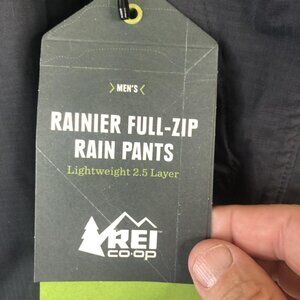 MEN'S
RAINIER FULL-ZIP
RAIN PANTS
Lightweight 2.5 Layer
REI
CO·OP